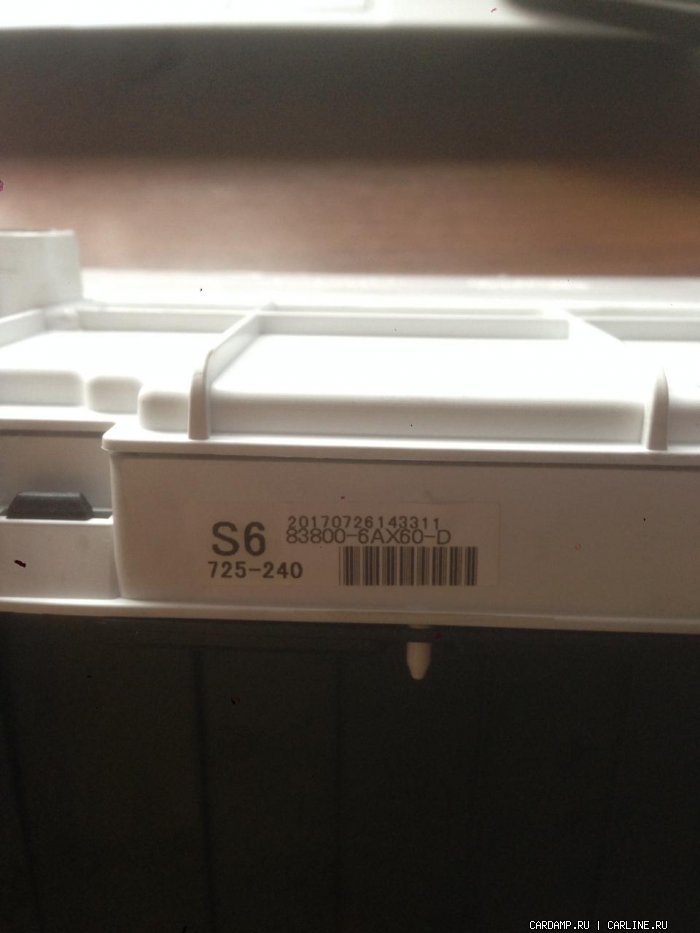 20170726143311
S6 83800-6AX60-D
725-240
CARDAMP.RU | CARLINE.RU